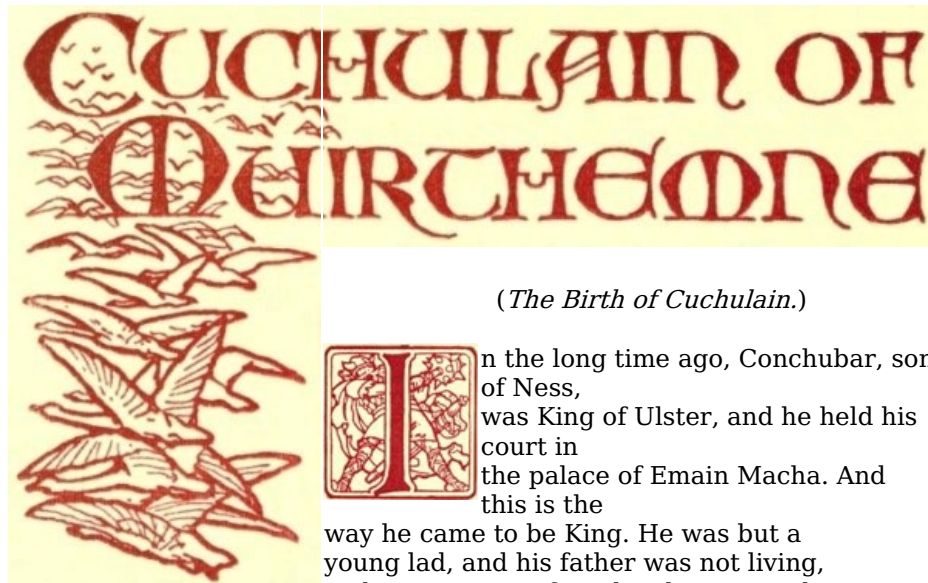 CUCHULAIN OF
MUIRTHEMNE
(The Birth of Cuchulain.)
In the long time ago, Conchubar, son
of Ness,
was King of Ulster, and he held his
court in
the palace of Emain Macha. And
this is the
way he came to be King. He was but a
young lad, and his father was not living,